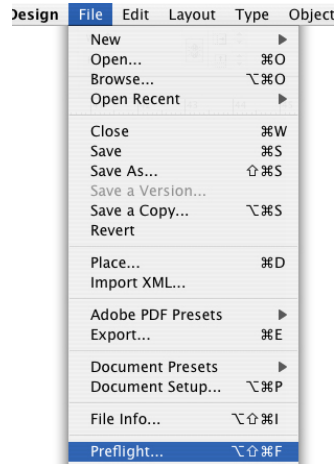 Design File Edit Layout Type Object
New
Open... ⌘O
Browse... ⌥⌘O
Open Recent
Close ⌘W
Save ⌘S
Save As... ⇧⌘S
Save a Version...
Save a Copy... ⌥⌘S
Revert
Place... ⌘D
Import XML...
Adobe PDF Presets
Export... ⌘E
Document Presets
Document Setup... ⌥⌘P
File Info... ⌥⇧⌘I
Preflight... ⌥⇧⌘F